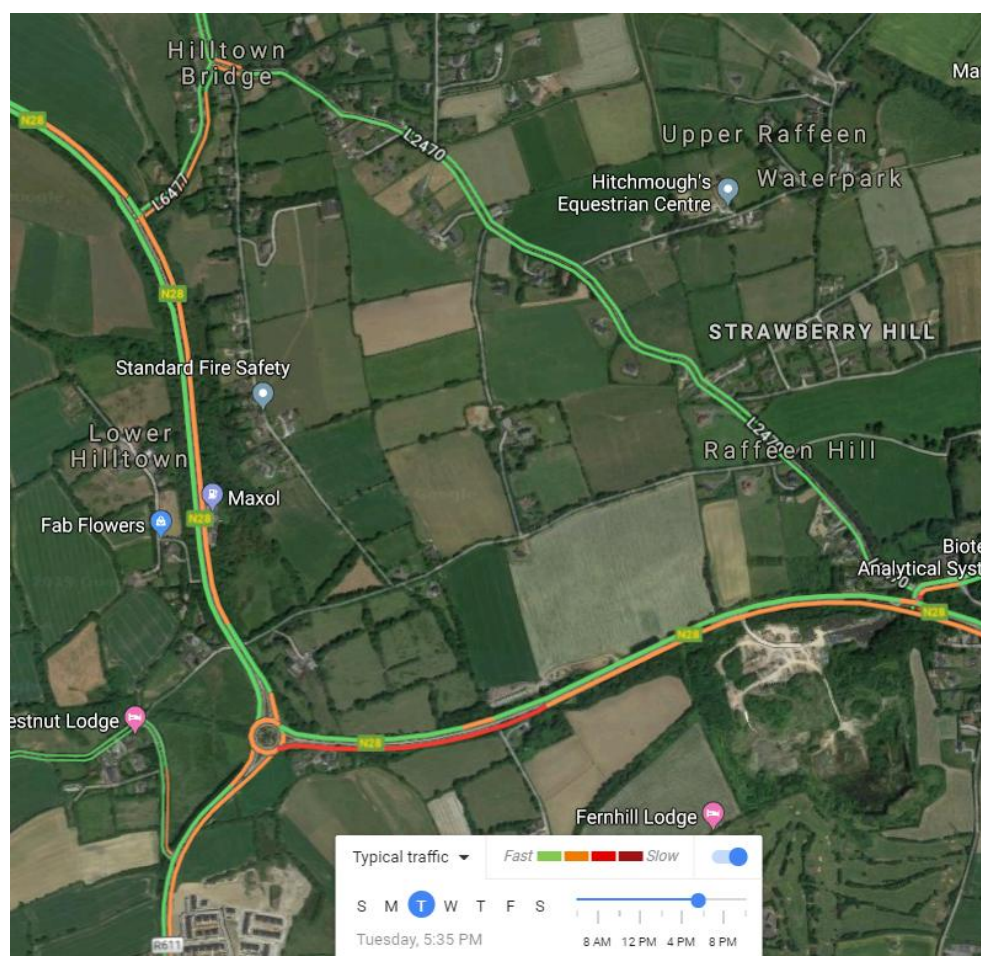 Hilltown
Bridge
Ma
N28
L2470
Upper Raffeen
Hitchmough's
Equestrian Centre
Waterpark
L6477
N28
STRAWBERRY HILL
Standard Fire Safety
Lower
Hilltown
L2470
Raffeen Hill
Maxol
Fab Flowers
N28
Biote
Analytical Syst
70
N28
N28
estnut Lodge
N28
Fernhill Lodge
Typical traffic
Fast
Slow
S M T W T F S
Tuesday, 5:35 PM
8 AM 12 PM 4 PM 8 PM
R611